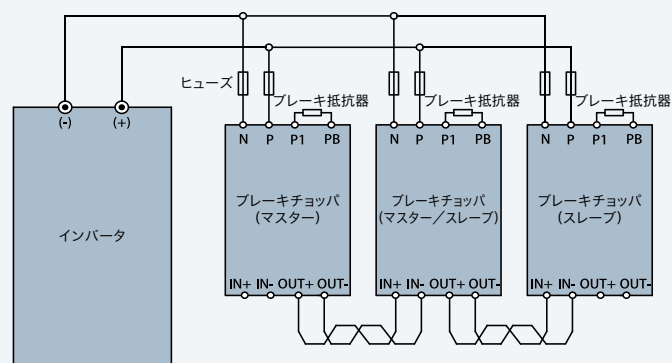 ヒューズ
ブレーキ抵抗器
ブレーキ抵抗器
ブレーキ抵抗器
(-)
(+)
N P P1 PB
N P P1 PB
N P P1 PB
インバータ
ブレーキチョッパ
(マスター)
ブレーキチョッパ
(マスター／スレーブ)
ブレーキチョッパ
(スレーブ)
IN+ IN- OUT+ OUT-
IN+ IN- OUT+ OUT-
IN+ IN- OUT+ OUT-